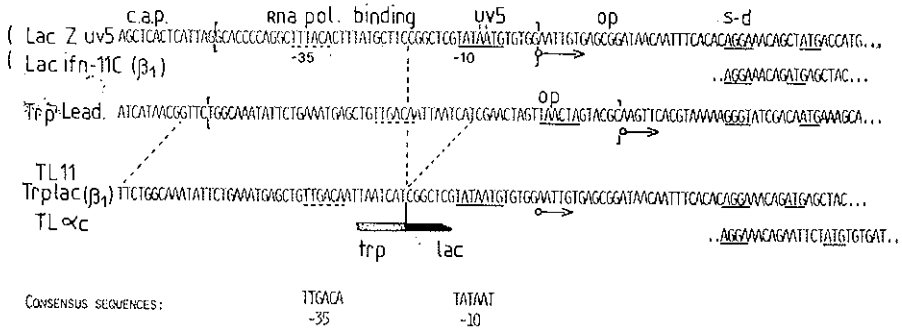 c.a.p. Rna pol. binding uv5 op s-d
( Lac Z uv5 AGCTCACTCATTAGGCACCCCAGGCTTTACACTTTATGCTTCCGGCTCGTATAATGTGTGGAATTGTGAGCGGATAACAATTTCACACAGGAAACAGCTATGACCATG...
-35 -10
( Lac ifn-11C (β1) ..AGGAAACAGATGAGCTAC...
op
Trp Lead. ATCATAACGGTTCTGGCAAATATTCTGAAATGAGCTGTTGACAATTAATCATCGAACTAGTTAACTAGTACGCAAGTTCACGTAAAAAGGGTATCGACAATGAAAGCA...
TL11
Trplac(β1) TTCTGGCAAATATTCTGAAATGAGCTGTTGACAATTAATCATCGGCTCGTATAATGTGTGGAATTGTGAGCGGATAACAATTTCACACAGGAAACAGATGAGCTAC...
TL∝c ..AGGAAACAGAATTCTATGTGTGAT..
trp lac
CONSENSUS SEQUENCES: TTGACA TATAAT
-35 -10